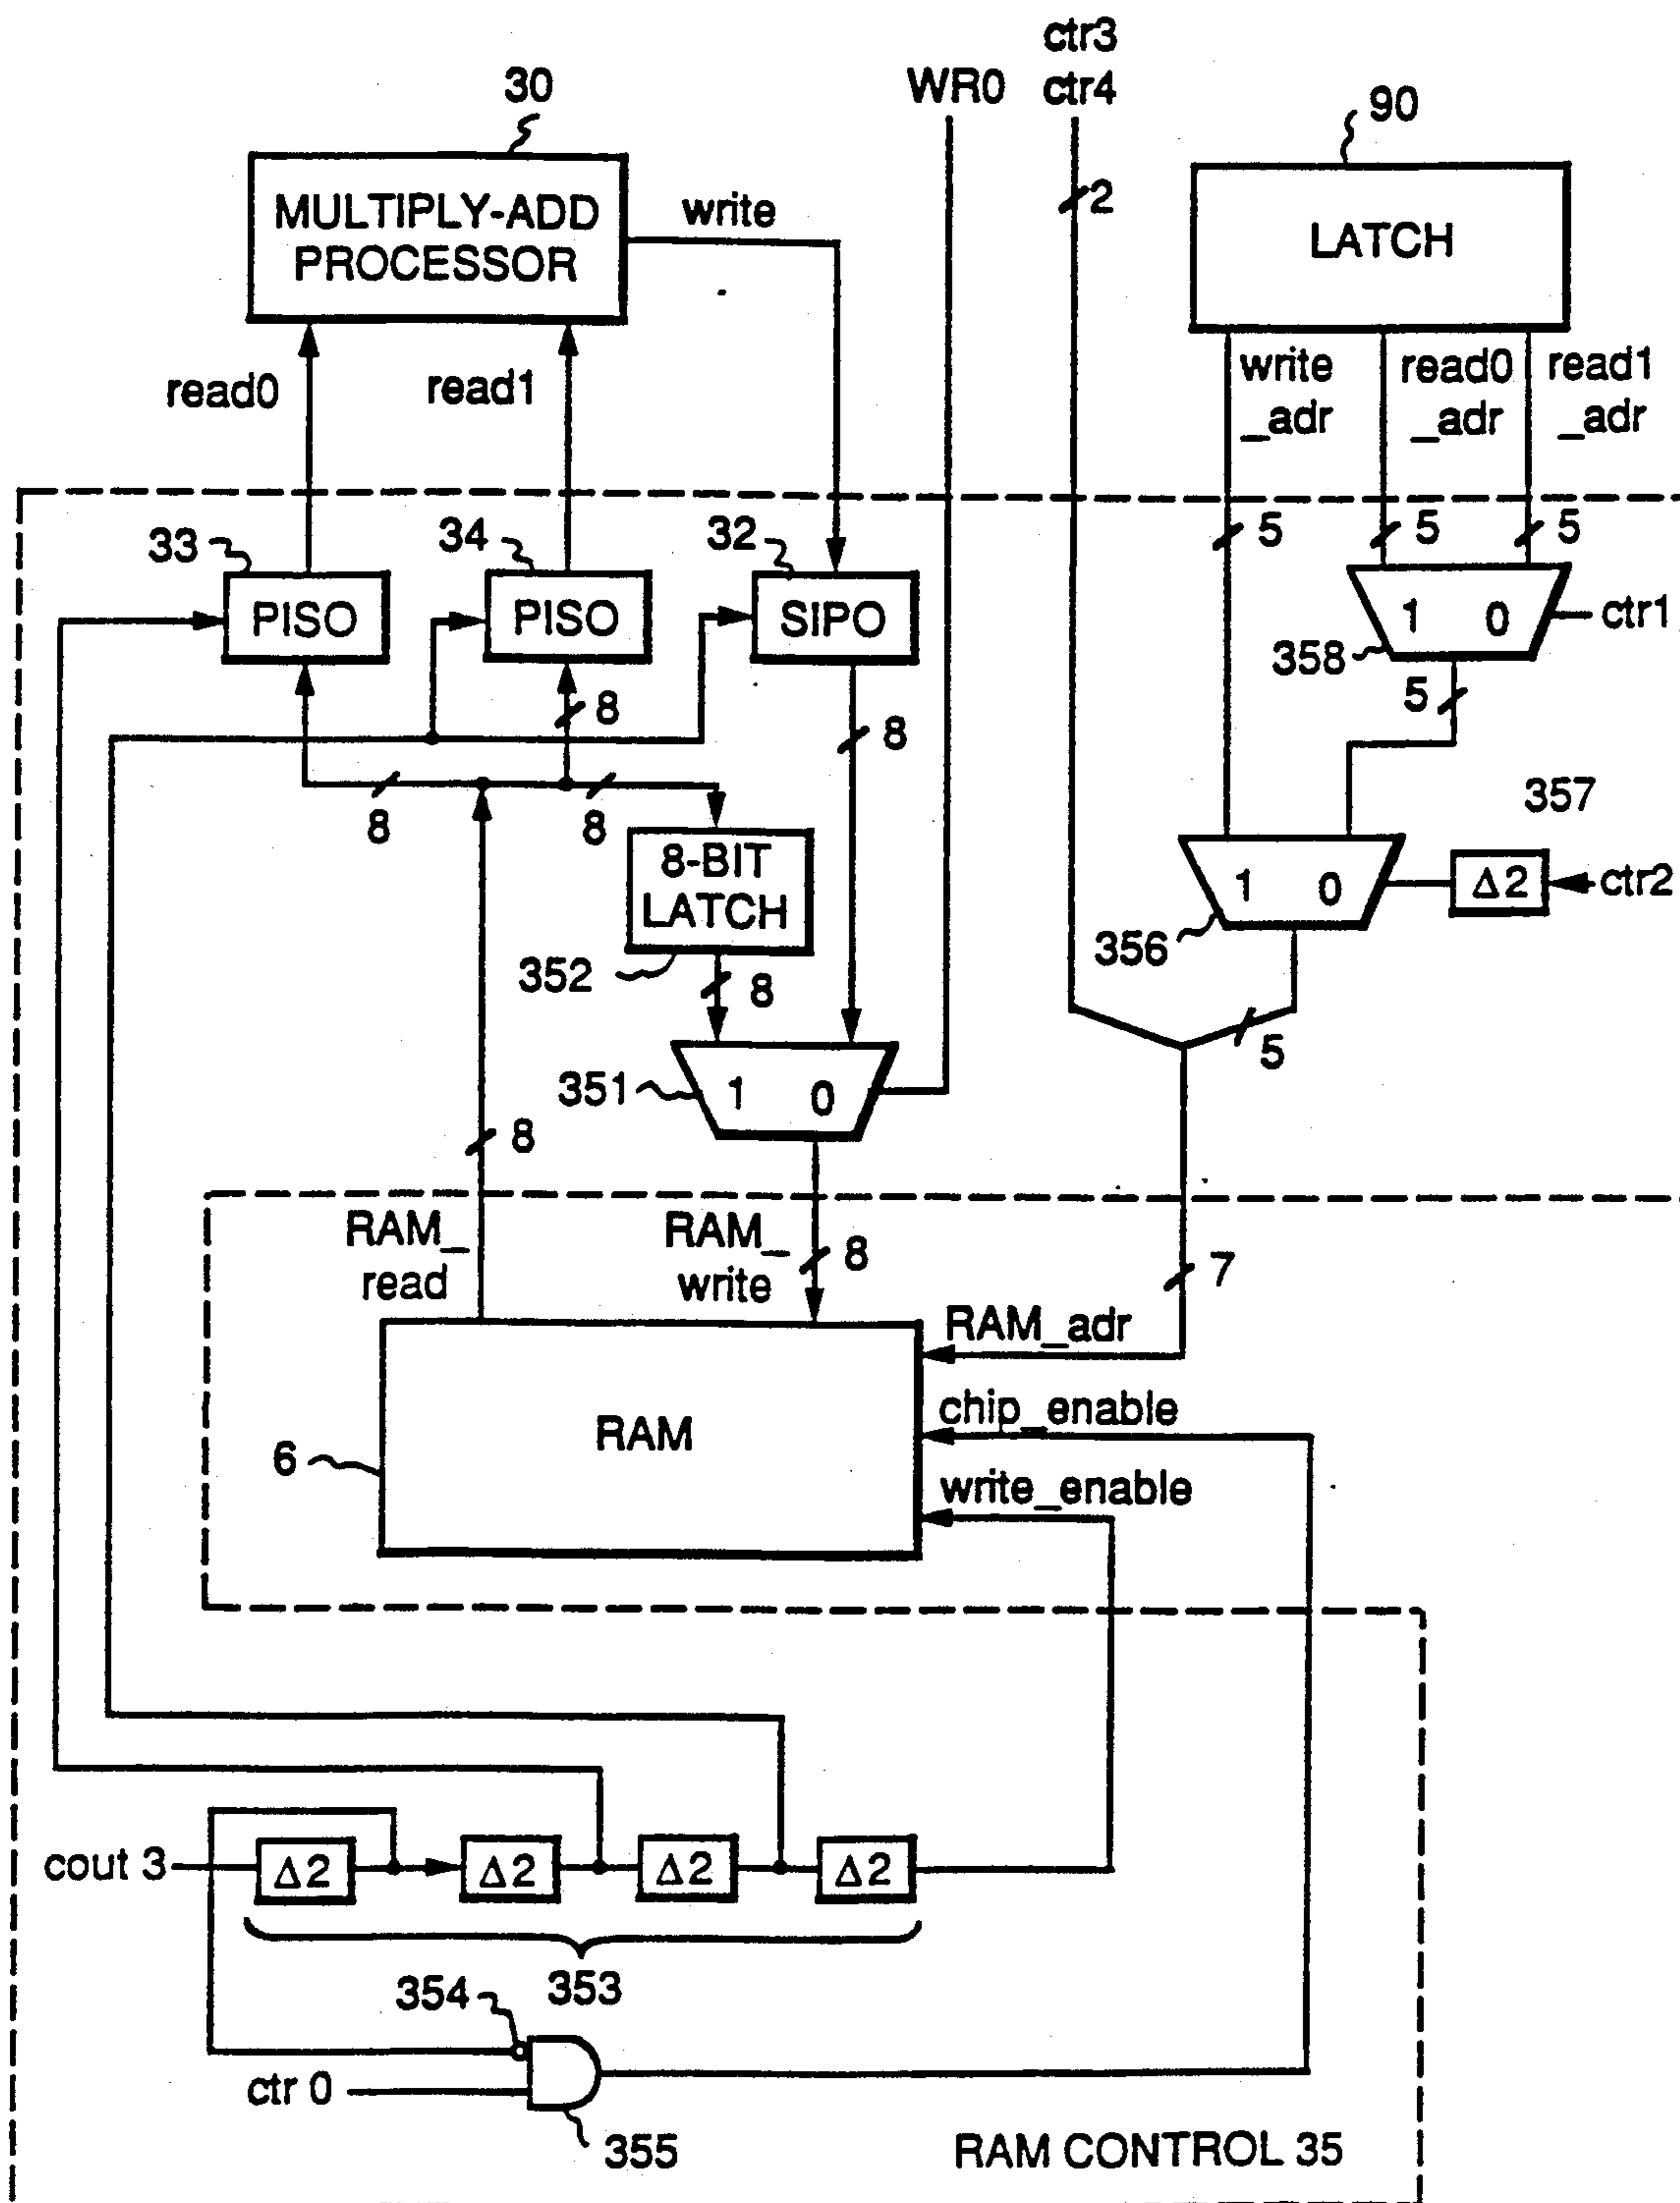 ctr3
WR0 ctr4
30
90
MULTIPLY-ADD
PROCESSOR
write
2
LATCH
read0
read1
write
_adr
read0
_adr
read1
_adr
33
34
32
5
5
5
PISO
PISO
SIPO
1 0
ctr1
358
5
8
8
8
8
357
8-BIT
LATCH
1 0
Δ2
ctr2
356
352
8
5
351
1 0
8
RAM_
read
RAM_
write
8
7
RAM_adr
chip_enable
RAM
6
write_enable
cout 3
Δ2
Δ2
Δ2
Δ2
353
354
ctr 0
355
RAM CONTROL 35